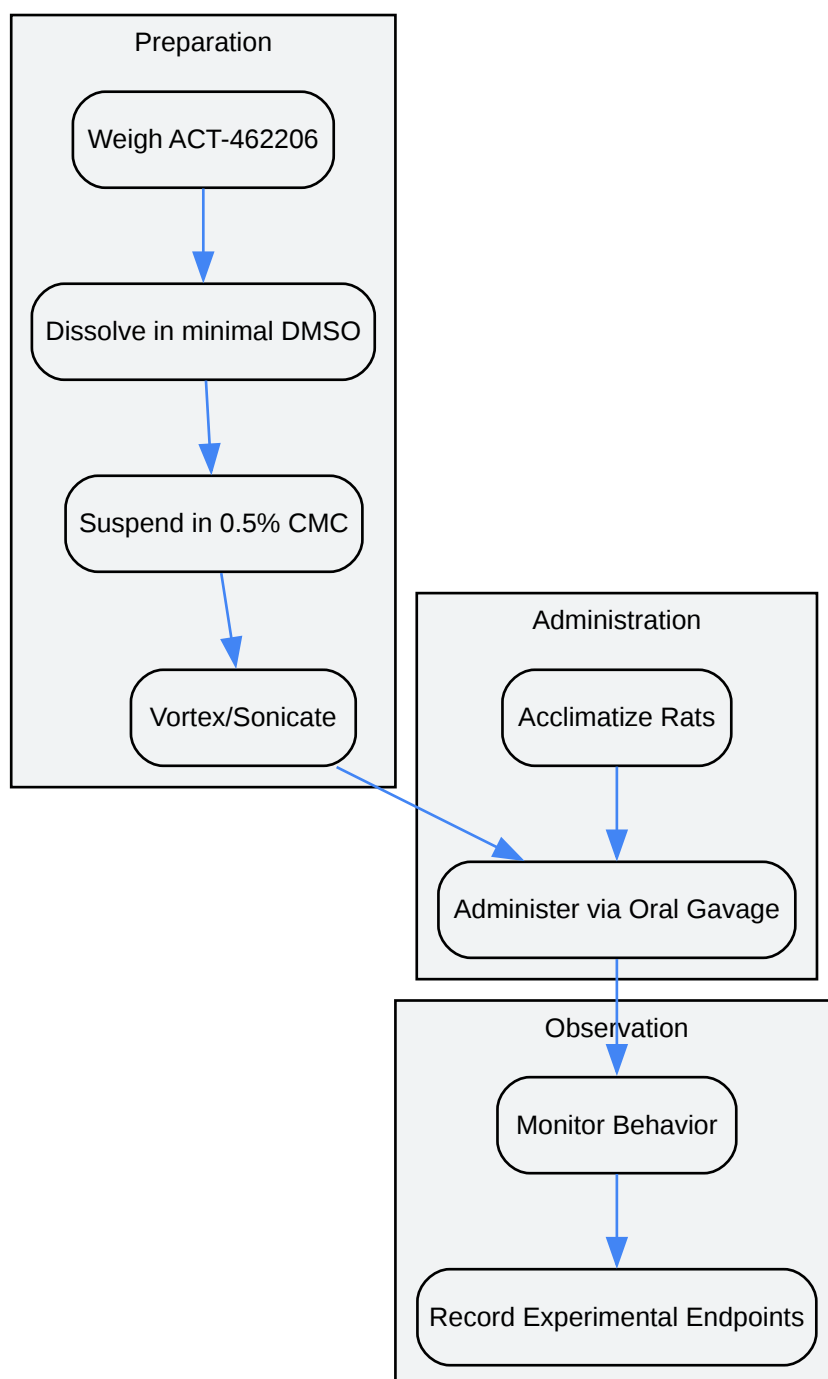 Preparation
Weigh ACT-462206
Dissolve in minimal DMSO
Suspend in 0.5% CMC
Vortex/Sonicate
Administration
Acclimatize Rats
Administer via Oral Gavage
Observation
Monitor Behavior
Record Experimental Endpoints